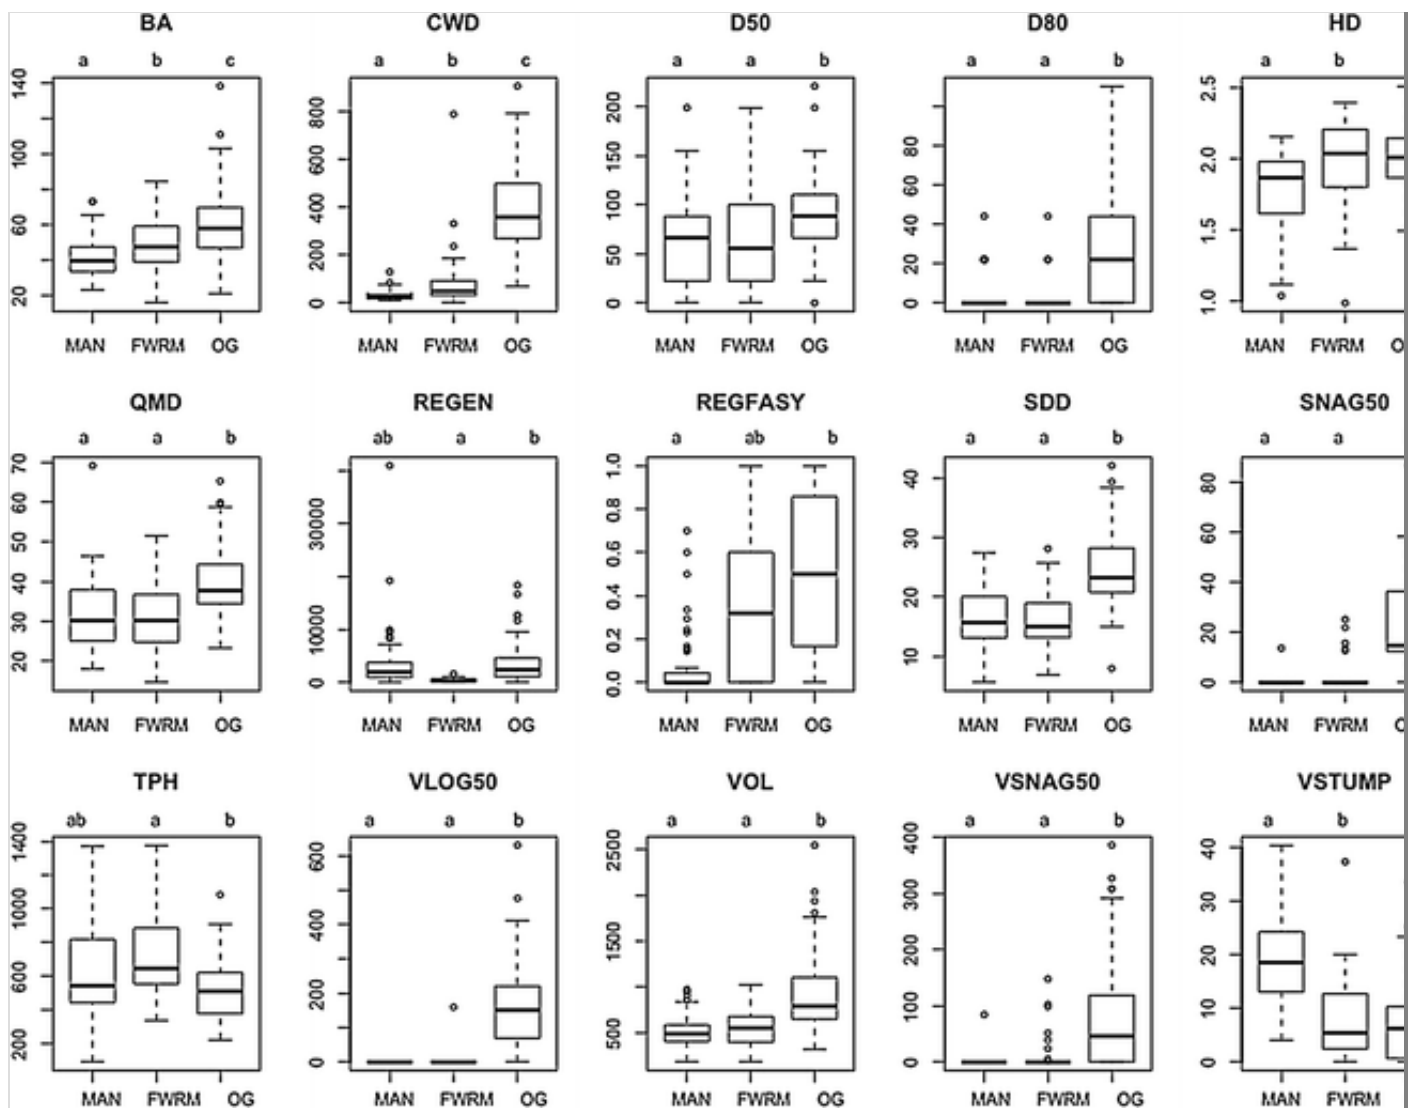 BA CWD D50 D80 HD
a b c a b c a a b a a b a b
140 100 60 20
800 600 400 200 0
200 150 100 50 0
80 60 40 20 0
2.5 2.0 1.5 1.0
MAN FWRM OG MAN FWRM OG MAN FWRM OG MAN FWRM OG MAN FWRM O
QMD REGEN REGFASY SDD SNAG50
a a b ab a b a ab b a a b a a
70 60 50 40 30 20
30000 10000 0
1.0 0.8 0.6 0.4 0.2 0.0
40 30 20 10
80 60 40 20 0
MAN FWRM OG MAN FWRM OG MAN FWRM OG MAN FWRM OG MAN FWRM O
TPH VLOG50 VOL VSNAG50 VSTUMP
ab a b a a b a a b a a b a b
1400 1000 600 200
600 400 200 0
2500 1500 500
400 300 200 100 0
40 30 20 10 0
MAN FWRM OG MAN FWRM OG MAN FWRM OG MAN FWRM OG MAN FWRM